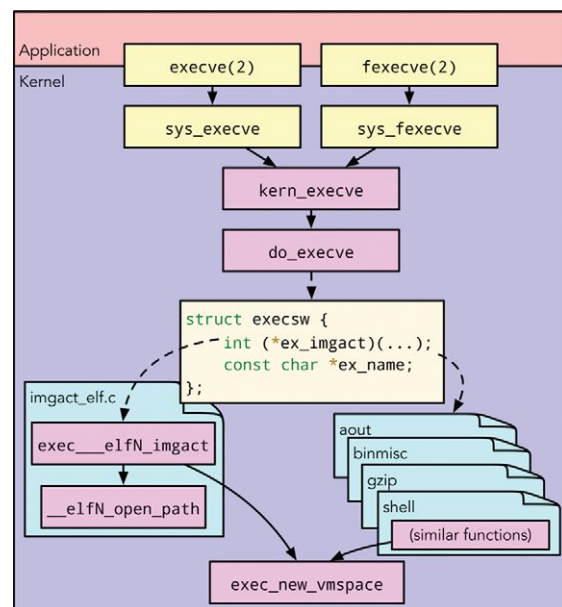 Application
execve(2)
fexecve(2)
Kernel
sys_execve
sys_fexecve
kern_execve
do_execve
struct execsw {
int (*ex_imgact)(...);
const char *ex_name;
};
imgact_elf.c
exec___elfN_imgact
__elfN_open_path
aout
binmisc
gzip
shell
(similar functions)
exec_new_vmspace